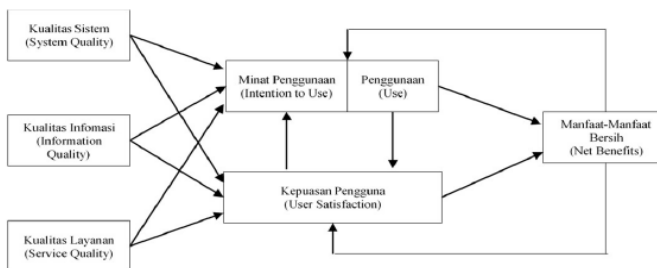 Kualitas Sistem
(System Quality)
Minat Penggunaan
(Intention to Use)
Penggunaan
(Use)
Kualitas Infomasi
(Information
Quality)
Manfaat-Manfaat
Bersih
(Net Benefits)
Kepuasan Pengguna
(User Satisfaction)
Kualitas Layanan
(Service Quality)